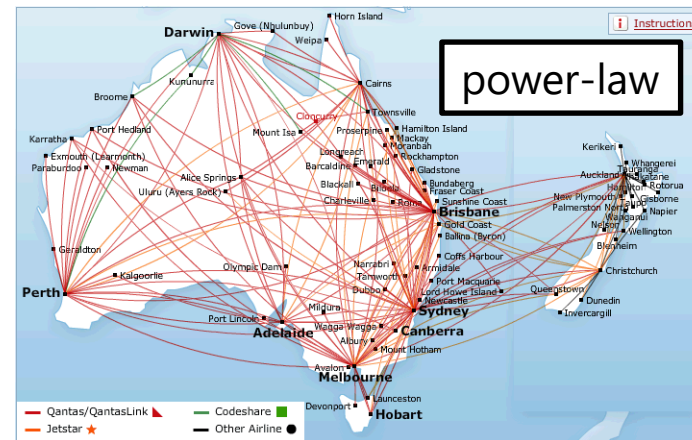 Horn Island
Gove (Nhulunbuy)
Darwin
Weipa
i Instruction
power-law
Kununurra
Cairns
Broome
Cloncurry
Townsville
Port Hedland
Mount Isa
Proserpine
Hamilton Island
Mackay
Moranbah
Karratha
Longreach
Rockhampton
Kerikeri
Exmouth (Learmonth)
Barcaldine
Emerald
Gladstone
Whangerei
Paraburdoo
Newman
Alice Springs
Tauranga
Auckland
Blackall
Biloela
Bundaberg
Rotorua
Uluru (Ayers Rock)
Fraser Coast
Hamilton
Charleville
Roma
Sunshine Coast
New Plymouth
Gisborne
Brisbane
Palmerston North
Napier
Gold Coast
Wanganui
Ballina (Byron)
Nelson
Wellington
Geraldton
Blenheim
Coffs Harbour
Olympic Dam
Narrabri
Armidale
Kalgoorlie
Tamworth
Christchurch
Port Macquarie
Perth
Dubbo
Lord Howe Island
Queenstown
Newcastle
Dunedin
Mildura
Sydney
Port Lincoln
Invercargill
Adelaide
Wagga Wagga
Canberra
Albury
Mount Hotham
Avalon
Melbourne
Launceston
Devonport
Hobart
Qantas/QantasLink
Codeshare
Jetstar
Other Airline